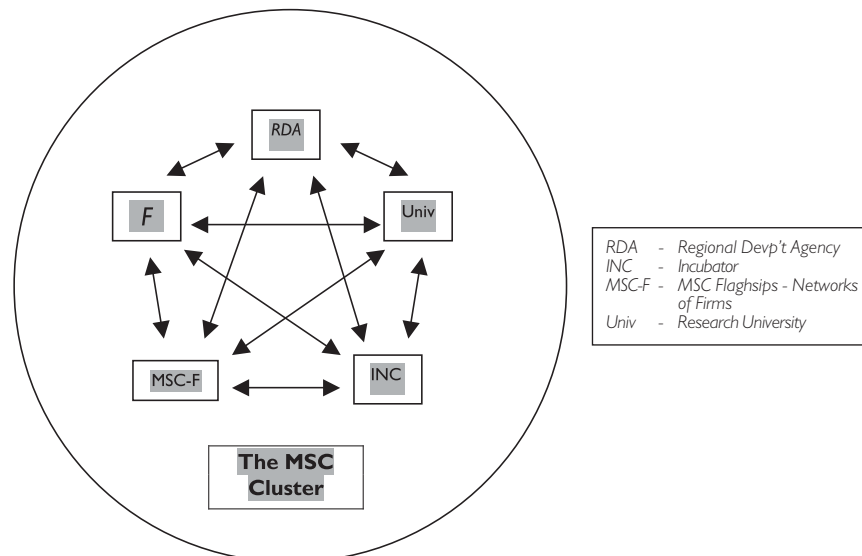 RDA
F
Univ
MSC-F
INC
The MSC
Cluster
RDA - Regional Devp't Agency
INC - Incubator
MSC-F - MSC Flaghsips - Networks
of Firms
Univ - Research University